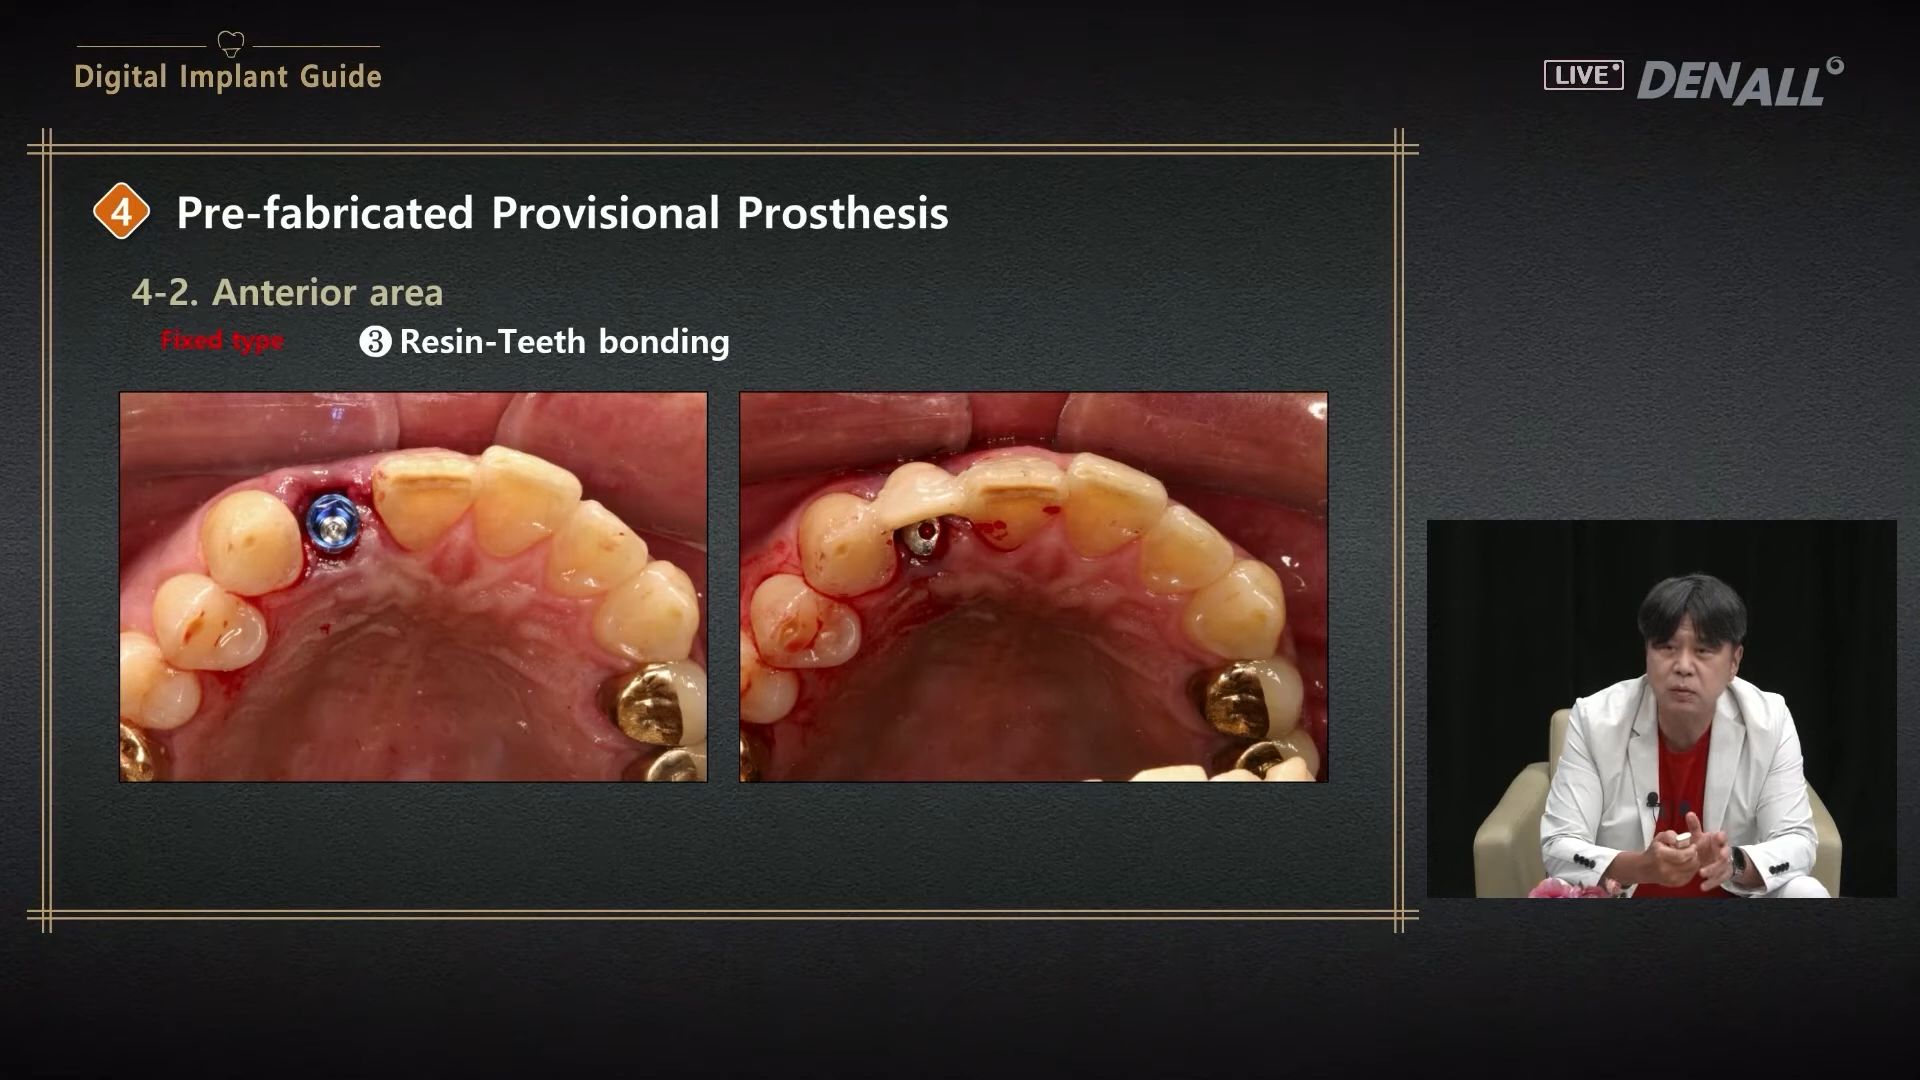 Digital Implant Guide
LIVE
DENALL
4 Pre-fabricated Provisional Prosthesis
4-2. Anterior area
Fixed type ❸ Resin-Teeth bonding